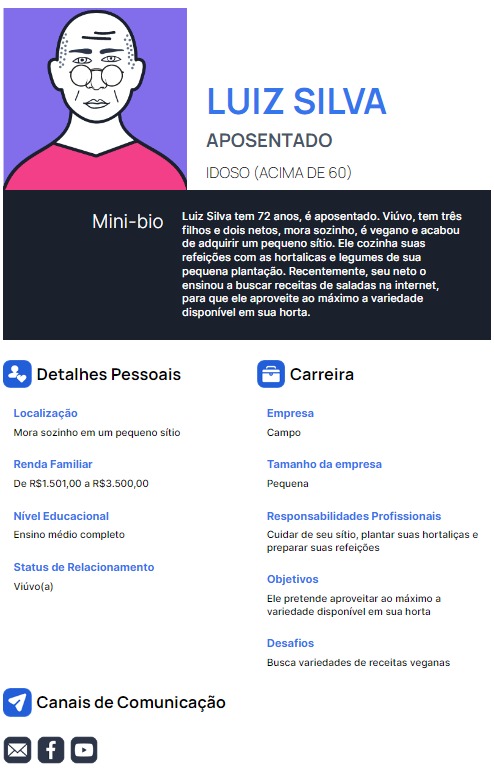 LUIZ SILVA
APOSENTADO
IDOSO (ACIMA DE 60)
Mini-bio
Luiz Silva tem 72 anos, é aposentado. Viúvo, tem três
filhos e dois netos, mora sozinho, é vegano e acabou
de adquirir um pequeno sítio. Ele cozinha suas
refeições com as hortalicas e legumes de sua
pequena plantação. Recentemente, seu neto o
ensinou a buscar receitas de saladas na internet,
para que ele aproveite ao máximo a variedade
disponível em sua horta.
Detalhes Pessoais
Localização
Mora sozinho em um pequeno sítio
Renda Familiar
De R$1.501,00 a R$3.500,00
Nível Educacional
Ensino médio completo
Status de Relacionamento
Viúvo(a)
Carreira
Empresa
Campo
Tamanho da empresa
Pequena
Responsabilidades Profissionais
Cuidar de seu sítio, plantar suas hortaliças e
preparar suas refeições
Objetivos
Ele pretende aproveitar ao máximo a
variedade disponível em sua horta
Desafios
Busca variedades de receitas veganas
Canais de Comunicação